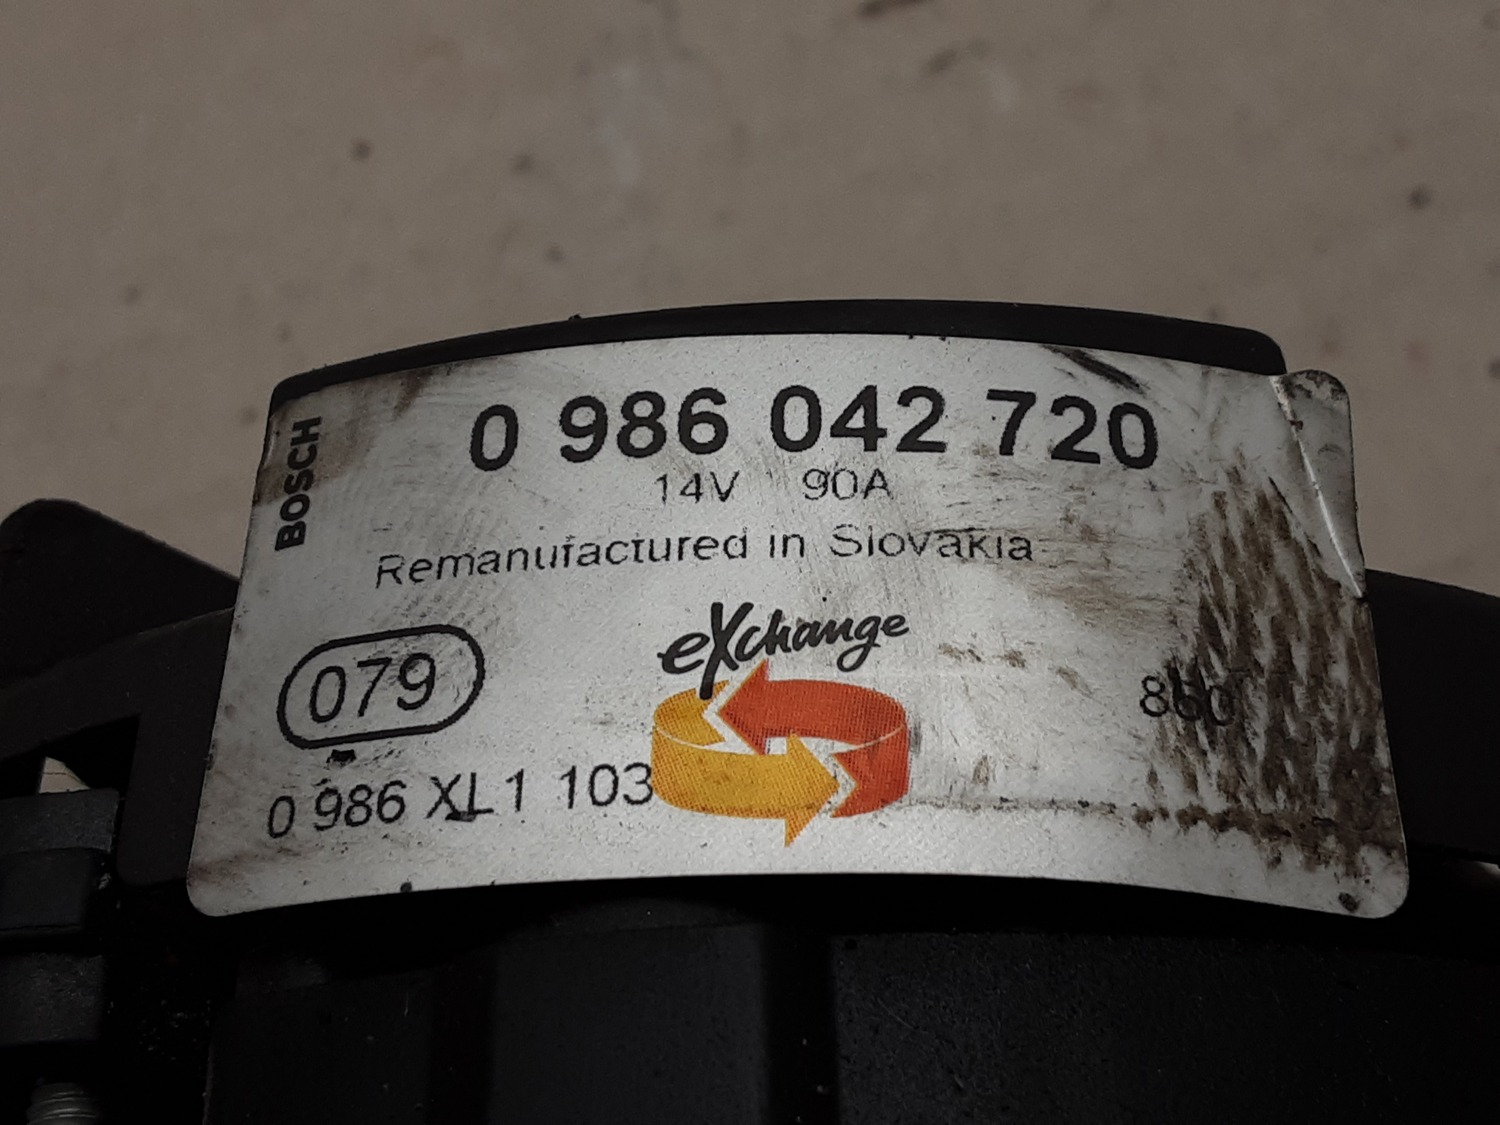 BOSCH
0 986 042 720
14V 90A
Remanufactured in Slovakia
eXchange
079
0 986 XL1 103